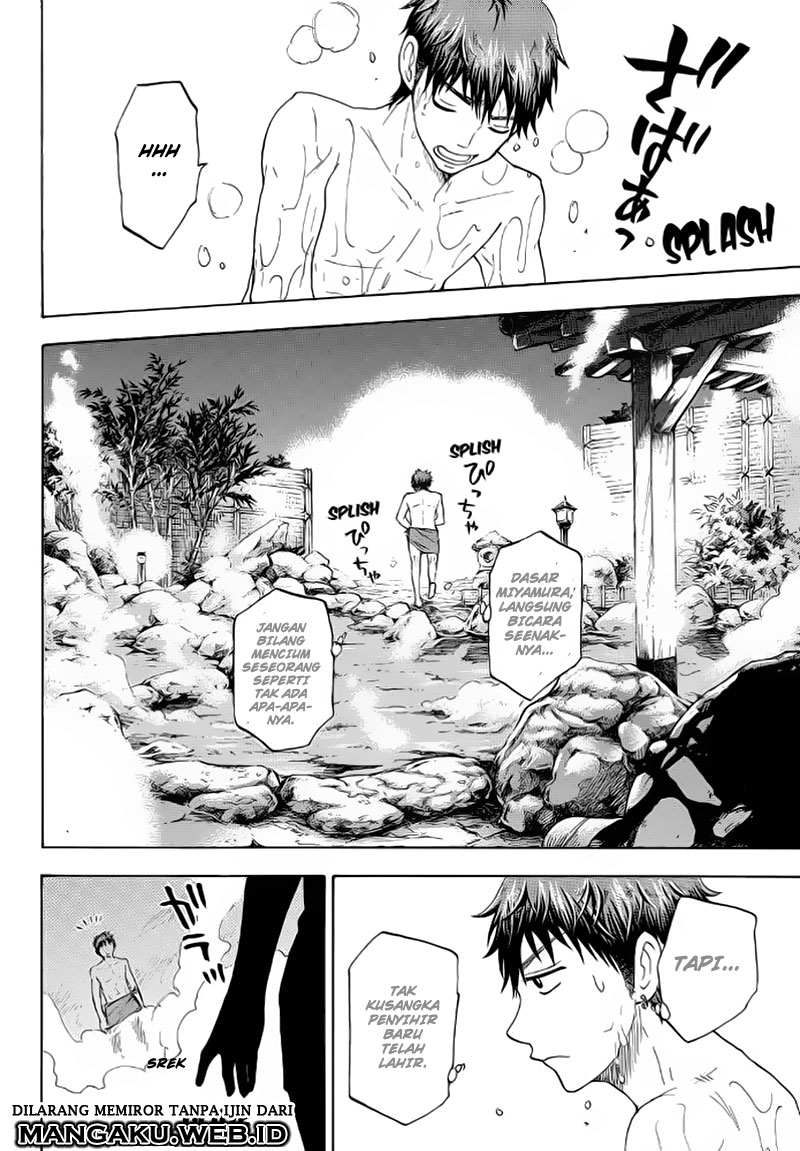 ざばあっ
SPLASH
HHH
...
SPLISH
ぴっちゃ
SPLISH
ぴっちゃ
DASAR
MIYAMURA,
LANGSUNG
BICARA
SEENAK-
NYA...
JANGAN
BILANG
MENCIUM
SESEORANG
SEPERTI
TAK ADA
APA-APA-
NYA.
TAPI...
TAK
KUSANGKA
PENYIHIR
BARU
TELAH
LAHIR.
ガラ
SREK
DILARANG MEMIROR TANPA IJIN DARI
MANGAKU.WEB.ID